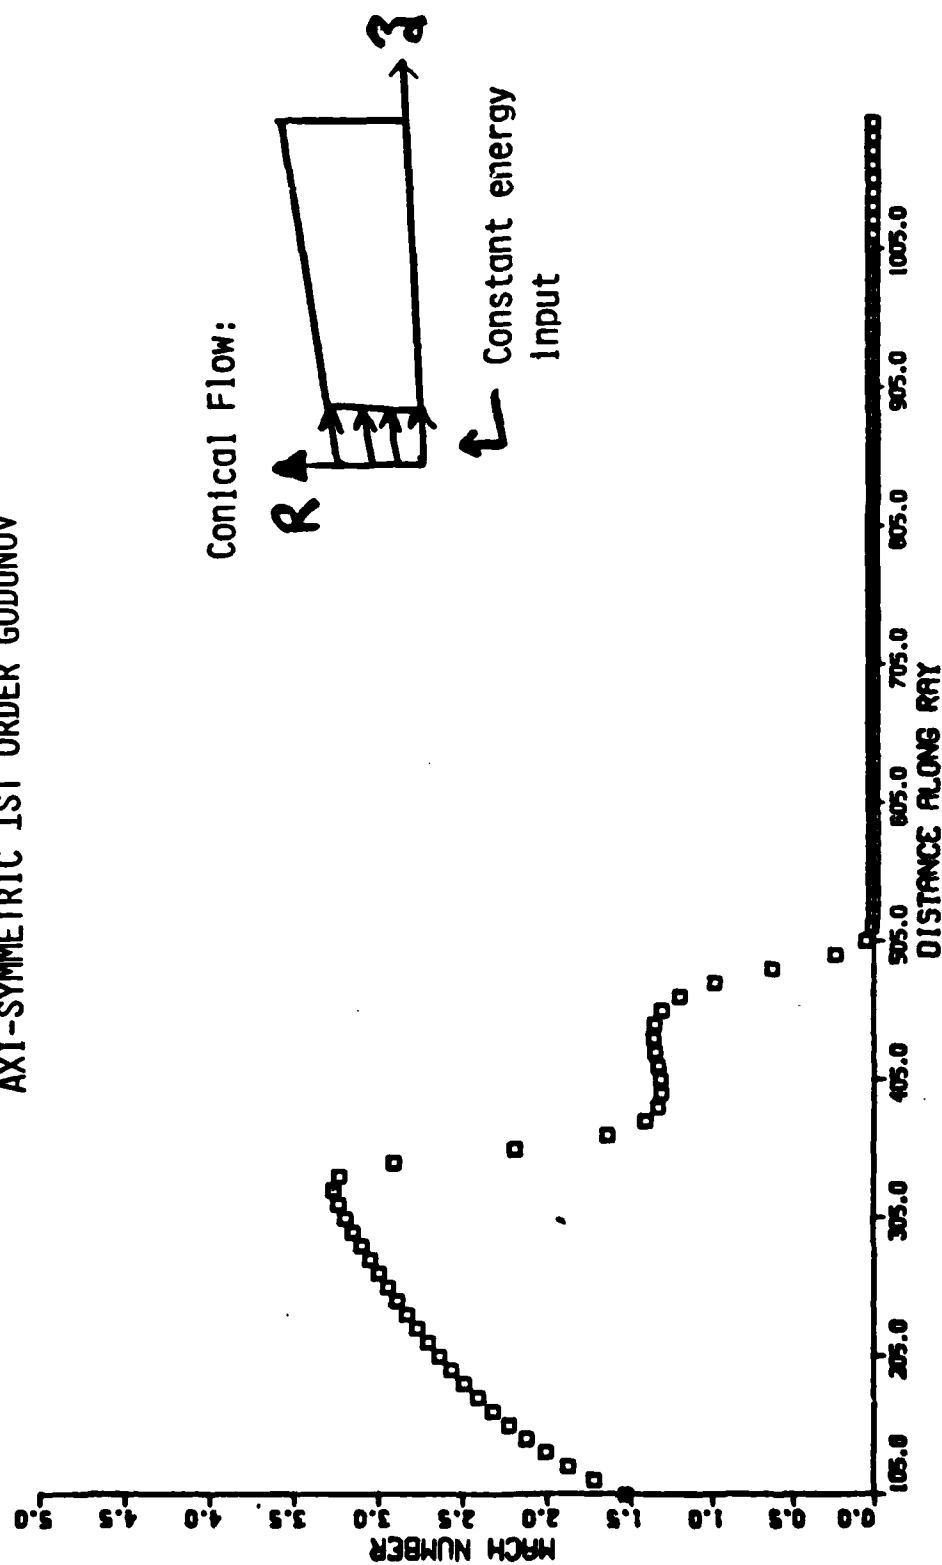 AXI-SYMMETRIC 1ST ORDER GODUNOV
Conical Flow:
R
Z
Constant energy
input
MACH NUMBER
5.0
4.5
4.0
3.5
3.0
2.5
2.0
1.5
1.0
0.5
0.0
105.0
205.0
305.0
405.0
505.0
605.0
705.0
805.0
905.0
1005.0
DISTANCE ALONG RAY